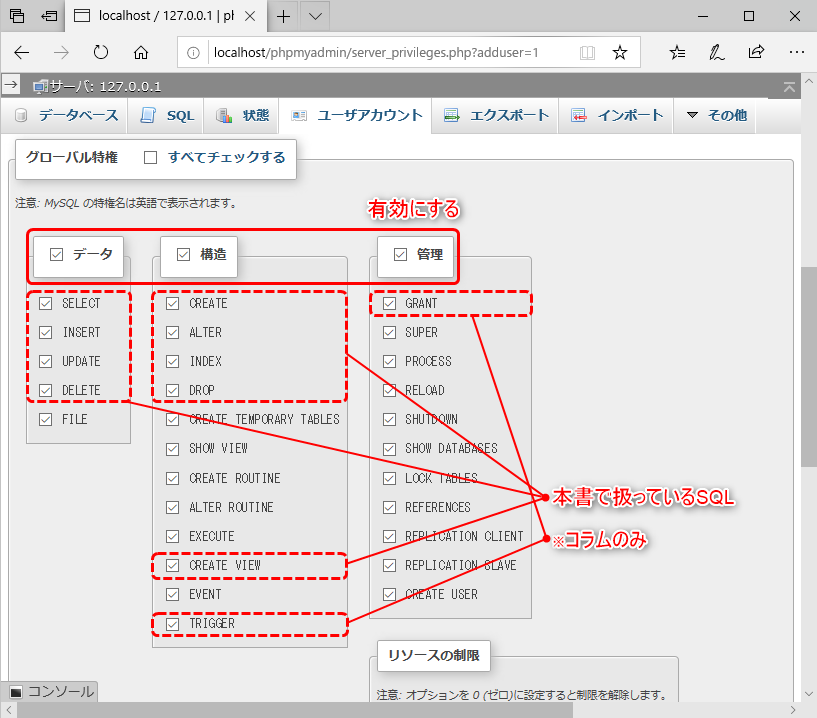 localhost / 127.0.0.1 | pl
localhost/phpmyadmin/server_privileges.php?adduser=1
サーバ: 127.0.0.1
データベース SQL 状態 ユーザアカウント エクスポート インポート その他
グローバル特権 すべてチェックする
注意: MySQL の特権名は英語で表示されます。
有効にする
データ 構造 管理
SELECT CREATE GRANT
INSERT ALTER SUPER
UPDATE INDEX PROCESS
DELETE DROP RELOAD
FILE CREATE TEMPORARY TABLES SHUTDOWN
SHOW VIEW SHOW DATABASES
CREATE ROUTINE LOCK TABLES
本書で扱っているSQL
ALTER ROUTINE REFERENCES
EXECUTE REPLICATION CLIENT
※コラムのみ
CREATE VIEW REPLICATION SLAVE
EVENT CREATE USER
TRIGGER
リソースの制限
注意: オプションを 0 (ゼロ)に設定すると制限を解除します。
コンソール